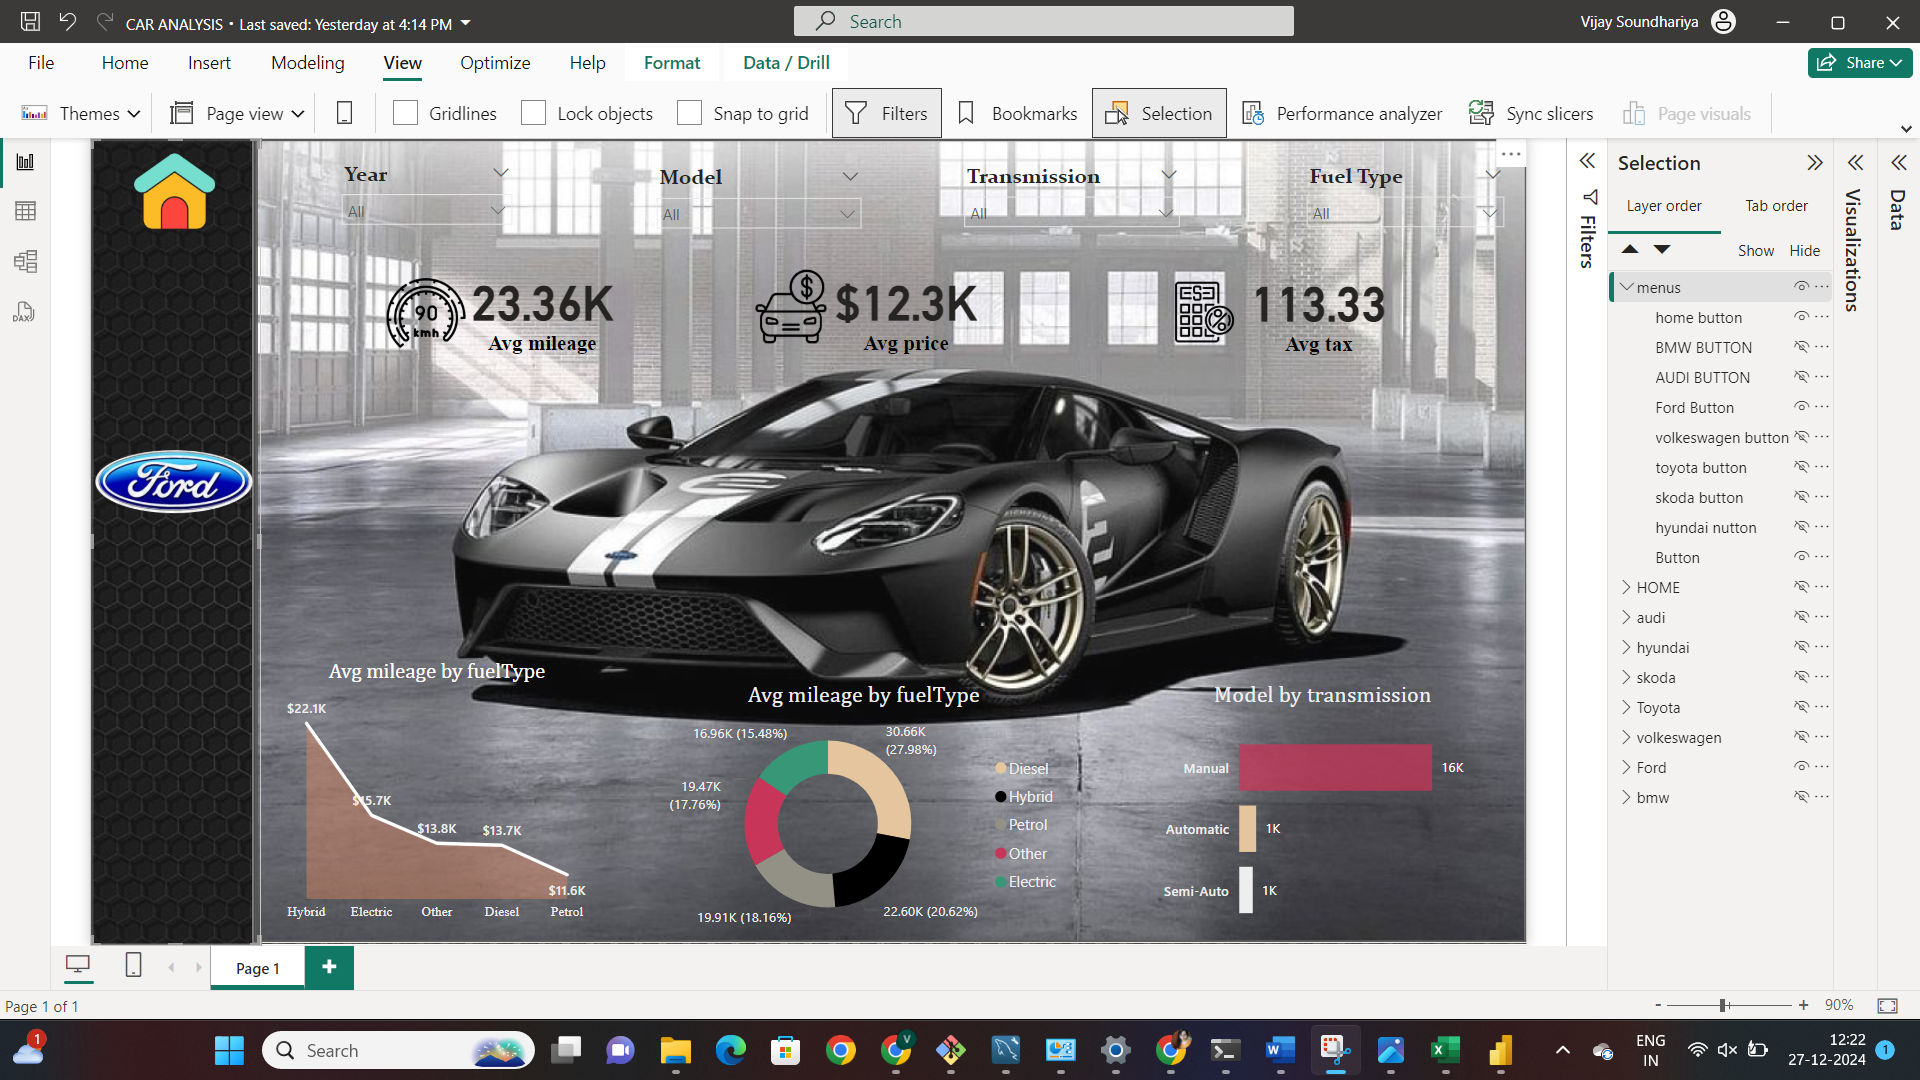 CAR ANALYSIS • Last saved: Yesterday at 4:14 PM
Search
Vijay Soundhariya
File Home Insert Modeling View Optimize Help Format Data / Drill
Share
Themes Page view Gridlines Lock objects Snap to grid Filters Bookmarks Selection Performance analyzer Sync slicers Page visuals
Year
All
Model
All
Transmission
All
Fuel Type
All
90
kmh
23.36K
Avg mileage
$
$12.3K
Avg price
%
113.33
Avg tax
Ford
Avg mileage by fuelType
$22.1K
$15.7K
$13.8K
$13.7K
$11.6K
Hybrid Electric Other Diesel Petrol
Avg mileage by fuelType
16.96K (15.48%)
30.66K
(27.98%)
19.47K
(17.76%)
19.91K (18.16%)
22.60K (20.62%)
Diesel
Hybrid
Petrol
Other
Electric
Model by transmission
Manual 16K
Automatic 1K
Semi-Auto 1K
Filters
Selection
Layer order Tab order
Show Hide
menus
home button
BMW BUTTON
AUDI BUTTON
Ford Button
volkeswagen button
toyota button
skoda button
hyundai nutton
Button
HOME
audi
hyundai
skoda
Toyota
volkeswagen
Ford
bmw
Visualizations
Data
DAX
Page 1
+
Page 1 of 1
- + 90%
1
Search
V
W
X
ENG
IN
12:22
27-12-2024
1